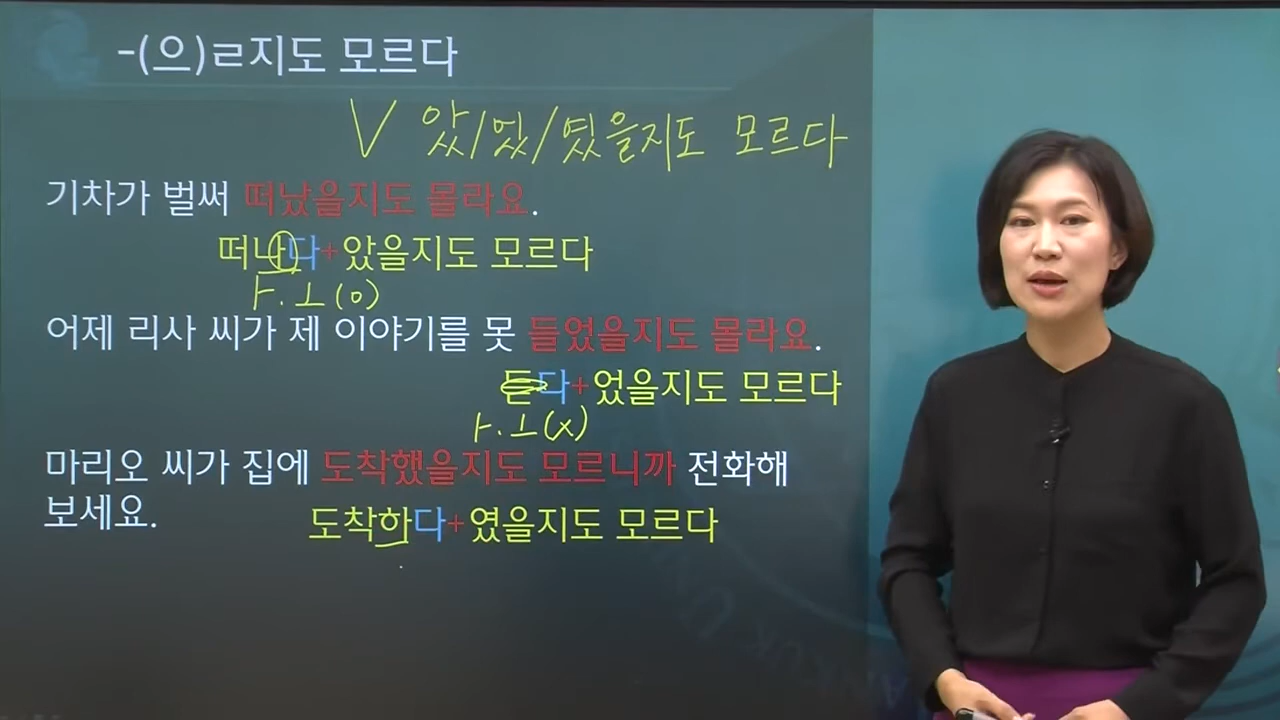 -(으)ㄹ지도 모르다
V 았/었/였을지도 모르다
기차가 벌써 떠났을지도 몰라요.
떠나다+았을지도 모르다
ㅏ.ㅗ(o)
어제 리사 씨가 제 이야기를 못 들었을지도 몰라요.
듣다+었을지도 모르다
ㅏ.ㅗ(x)
마리오 씨가 집에 도착했을지도 모르니까 전화해
보세요.
도착하다+였을지도 모르다